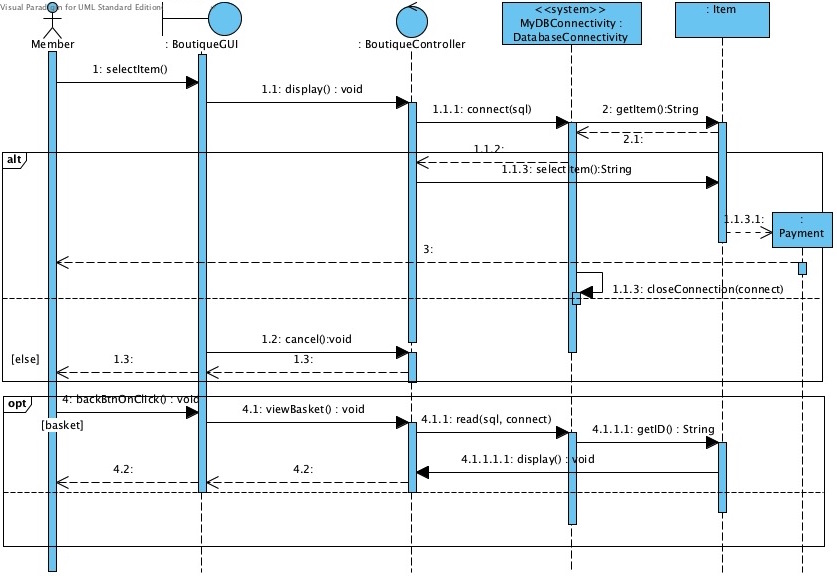 Visual Paradigm for UML Standard Edition
Member
: BoutiqueGUI
: BoutiqueController
<<system>>
MyDBConnectivity :
DatabaseConnectivity
: Item
1: selectItem()
1.1: display() : void
1.1.1: connect(sql)
2: getItem():String
2.1:
alt
1.1.2:
1.1.3: selectItem():String
1.1.3.1:
:
Payment
3:
1.1.3: closeConnection(connect)
1.2: cancel():void
[else]
1.3:
1.3:
opt
4: backBtnOnClick() : void
4.1: viewBasket() : void
[basket]
4.1.1: read(sql, connect)
4.1.1.1: getID() : String
4.1.1.1.1: display() : void
4.2:
4.2: